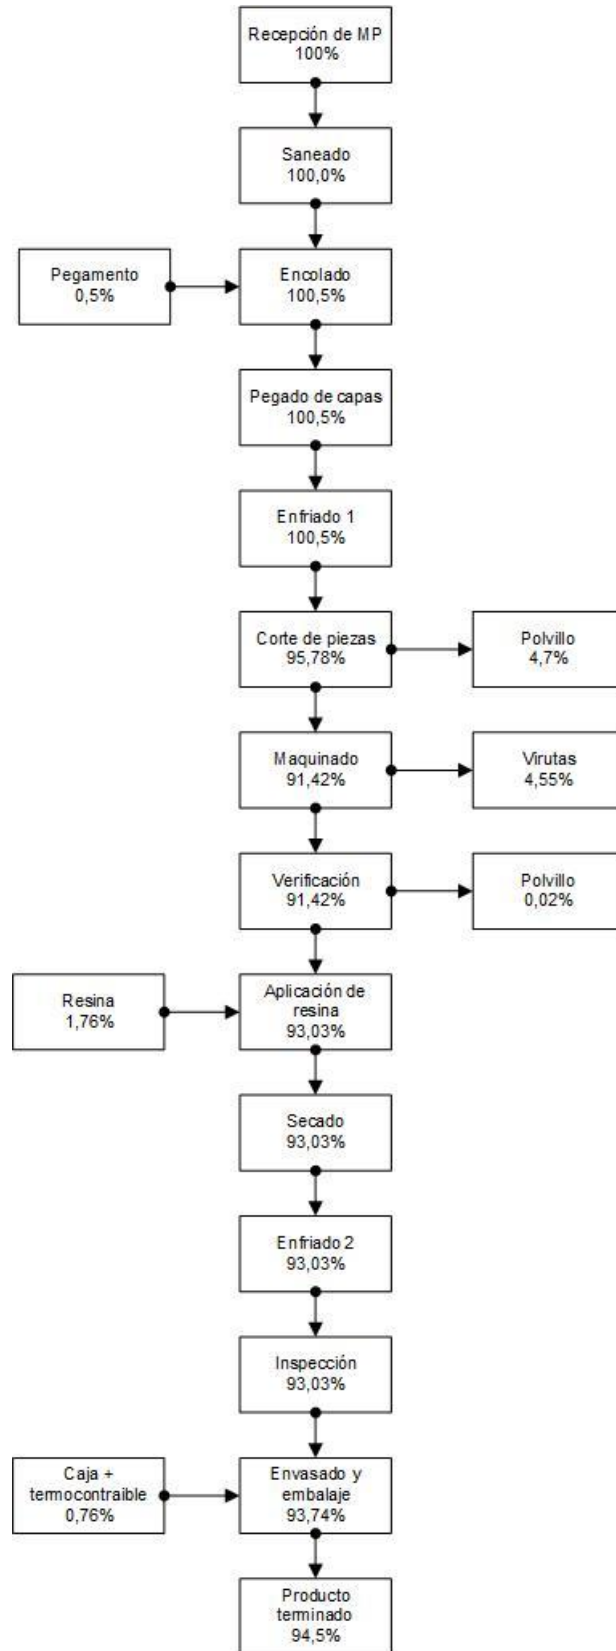 Recepción de MP
100%
Saneado
100,0%
Pegamento
0,5%
Encolado
100,5%
Pegado de capas
100,5%
Enfriado 1
100,5%
Corte de piezas
95,78%
Polvillo
4,7%
Maquinado
91,42%
Virutas
4,55%
Verificación
91,42%
Polvillo
0,02%
Resina
1,76%
Aplicación de
resina
93,03%
Secado
93,03%
Enfriado 2
93,03%
Inspección
93,03%
Caja +
termocontraible
0,76%
Envasado y
embalaje
93,74%
Producto
terminado
94,5%